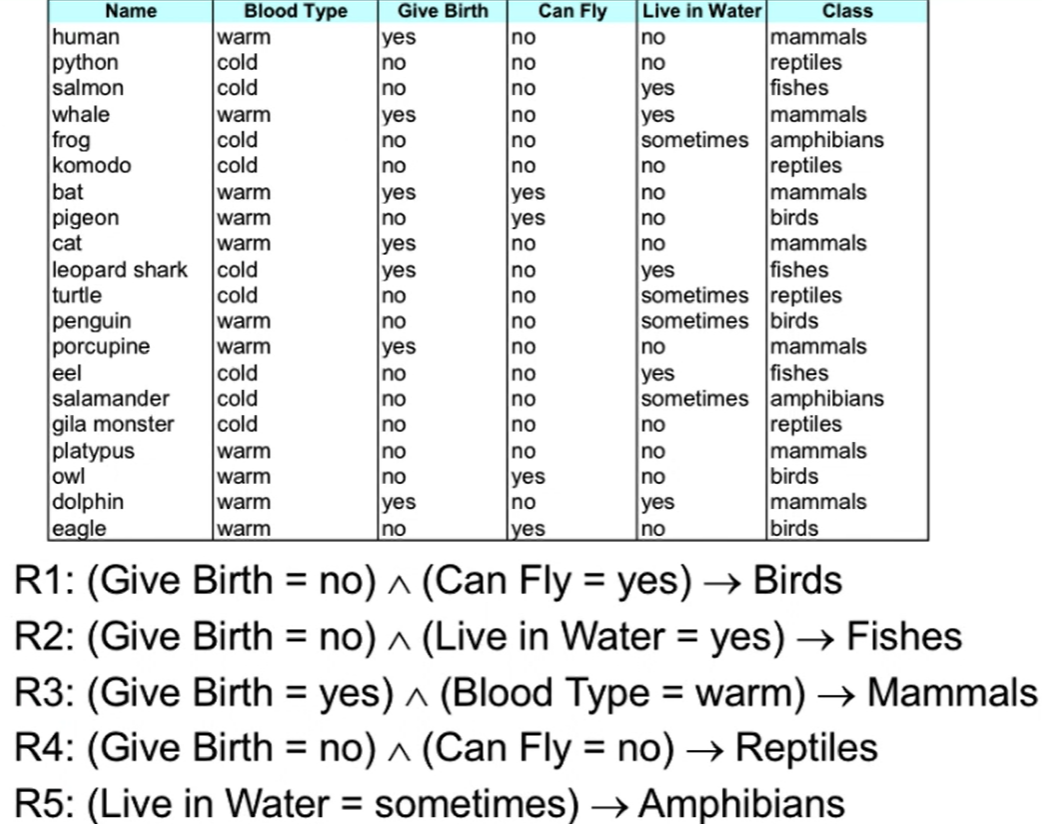 Name Blood Type Give Birth Can Fly Live in Water Class
human warm yes no no mammals
python cold no no no reptiles
salmon cold no no yes fishes
whale warm yes no yes mammals
frog cold no no sometimes amphibians
komodo cold no no no reptiles
bat warm yes yes no mammals
pigeon warm no yes no birds
cat warm yes no no mammals
leopard shark cold yes no yes fishes
turtle cold no no sometimes reptiles
penguin warm no no sometimes birds
porcupine warm yes no no mammals
eel cold no no yes fishes
salamander cold no no sometimes amphibians
gila monster cold no no no reptiles
platypus warm no no no mammals
owl warm no yes no birds
dolphin warm yes no yes mammals
eagle warm no yes no birds
R1: (Give Birth = no) ∧ (Can Fly = yes) → Birds
R2: (Give Birth = no) ∧ (Live in Water = yes) → Fishes
R3: (Give Birth = yes) ∧ (Blood Type = warm) → Mammals
R4: (Give Birth = no) ∧ (Can Fly = no) → Reptiles
R5: (Live in Water = sometimes) → Amphibians